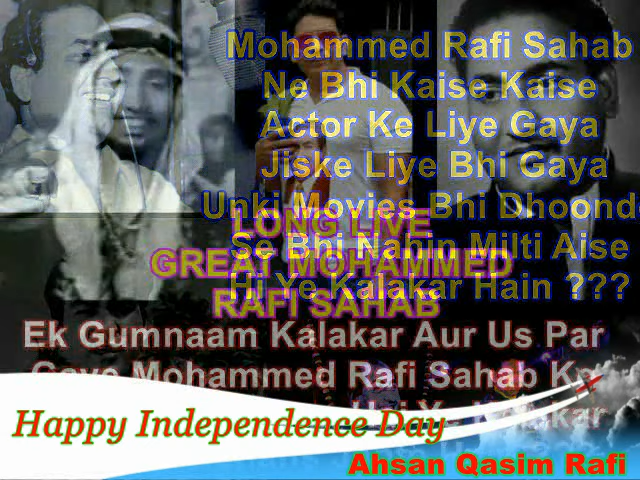 Mohammed Rafi Sahab
Ne Bhi Kaise Kaise
Actor Ke Liye Gaya
Jiske Liye Bhi Gaya
Unki Movies Bhi Dhoond
Se Bhi Nahin Milti Aise
Hi Ye Kalakar Hain ???
LONG LIVE
GREAT MOHAMMED
RAFI SAHAB
Ek Gumnaam Kalakar Aur Us Par
Gaye Mohammed Rafi Sahab Ke
Happy Independence Day
Ahsan Qasim Rafi